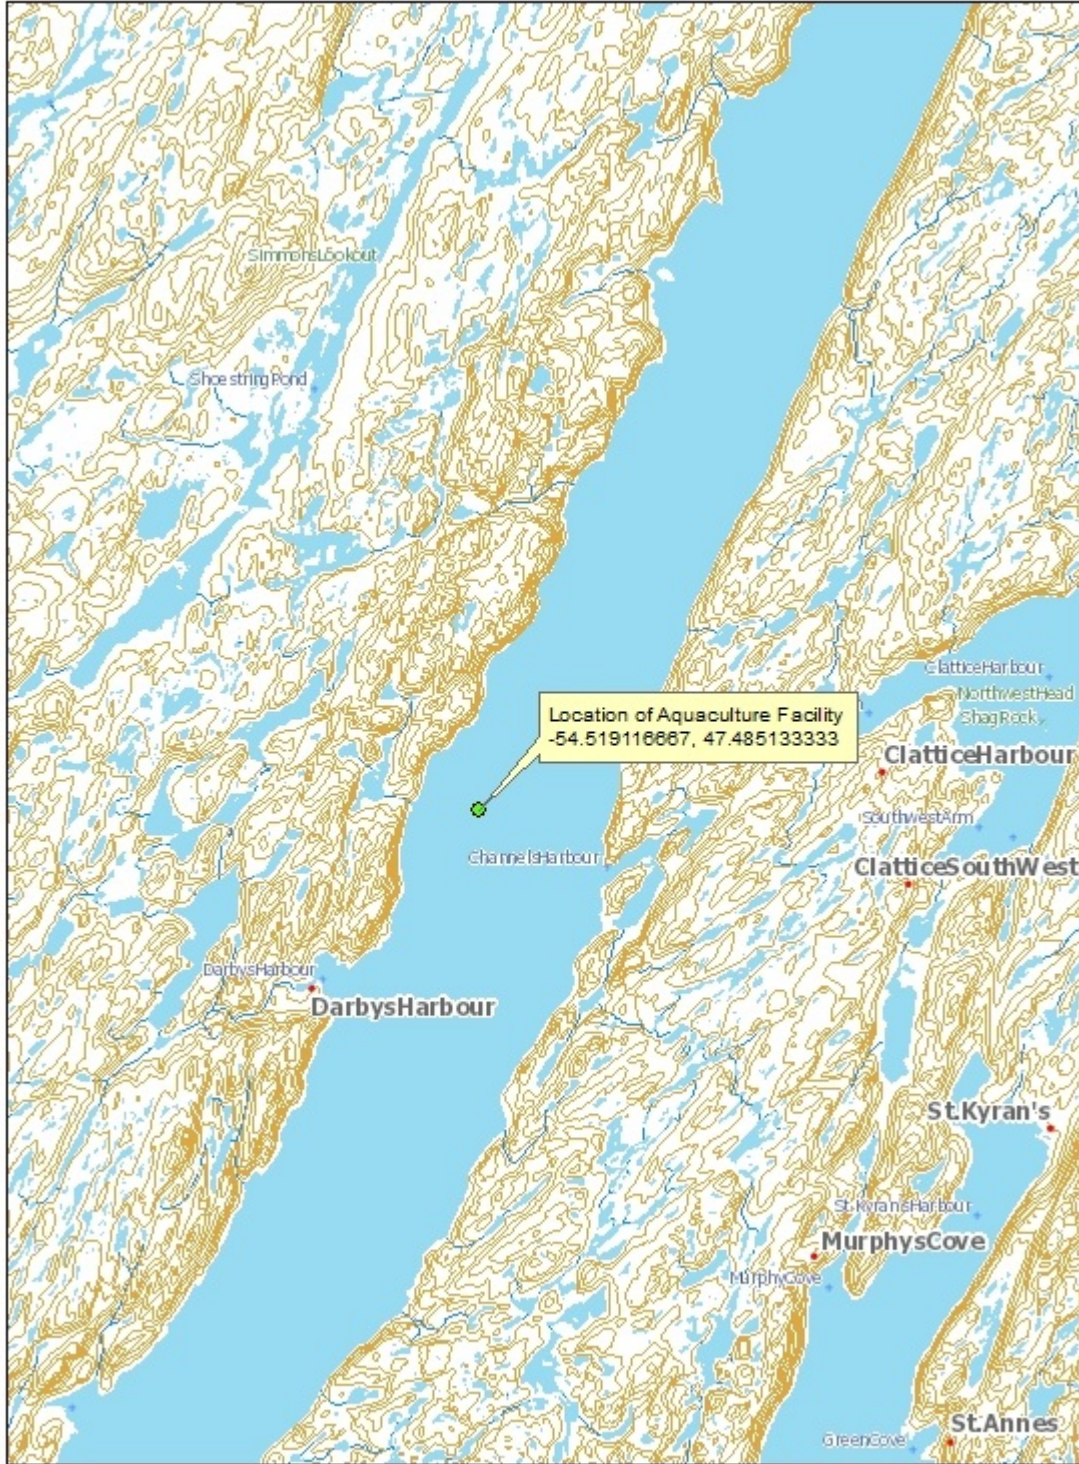 SimmonsLookout
ShoestringPond
ClatticeHarbour
NorthwestHead
ShagRock
Location of Aquaculture Facility
-54.519116667, 47.485133333
ClatticeHarbour
SouthwestArm
ChannelsHarbour
ClatticeSouthWest
DarbysHarbour
DarbysHarbour
St.Kyran's
St.KyransHarbour
MurphysCove
MurphyCove
St.Annes
GreenCove